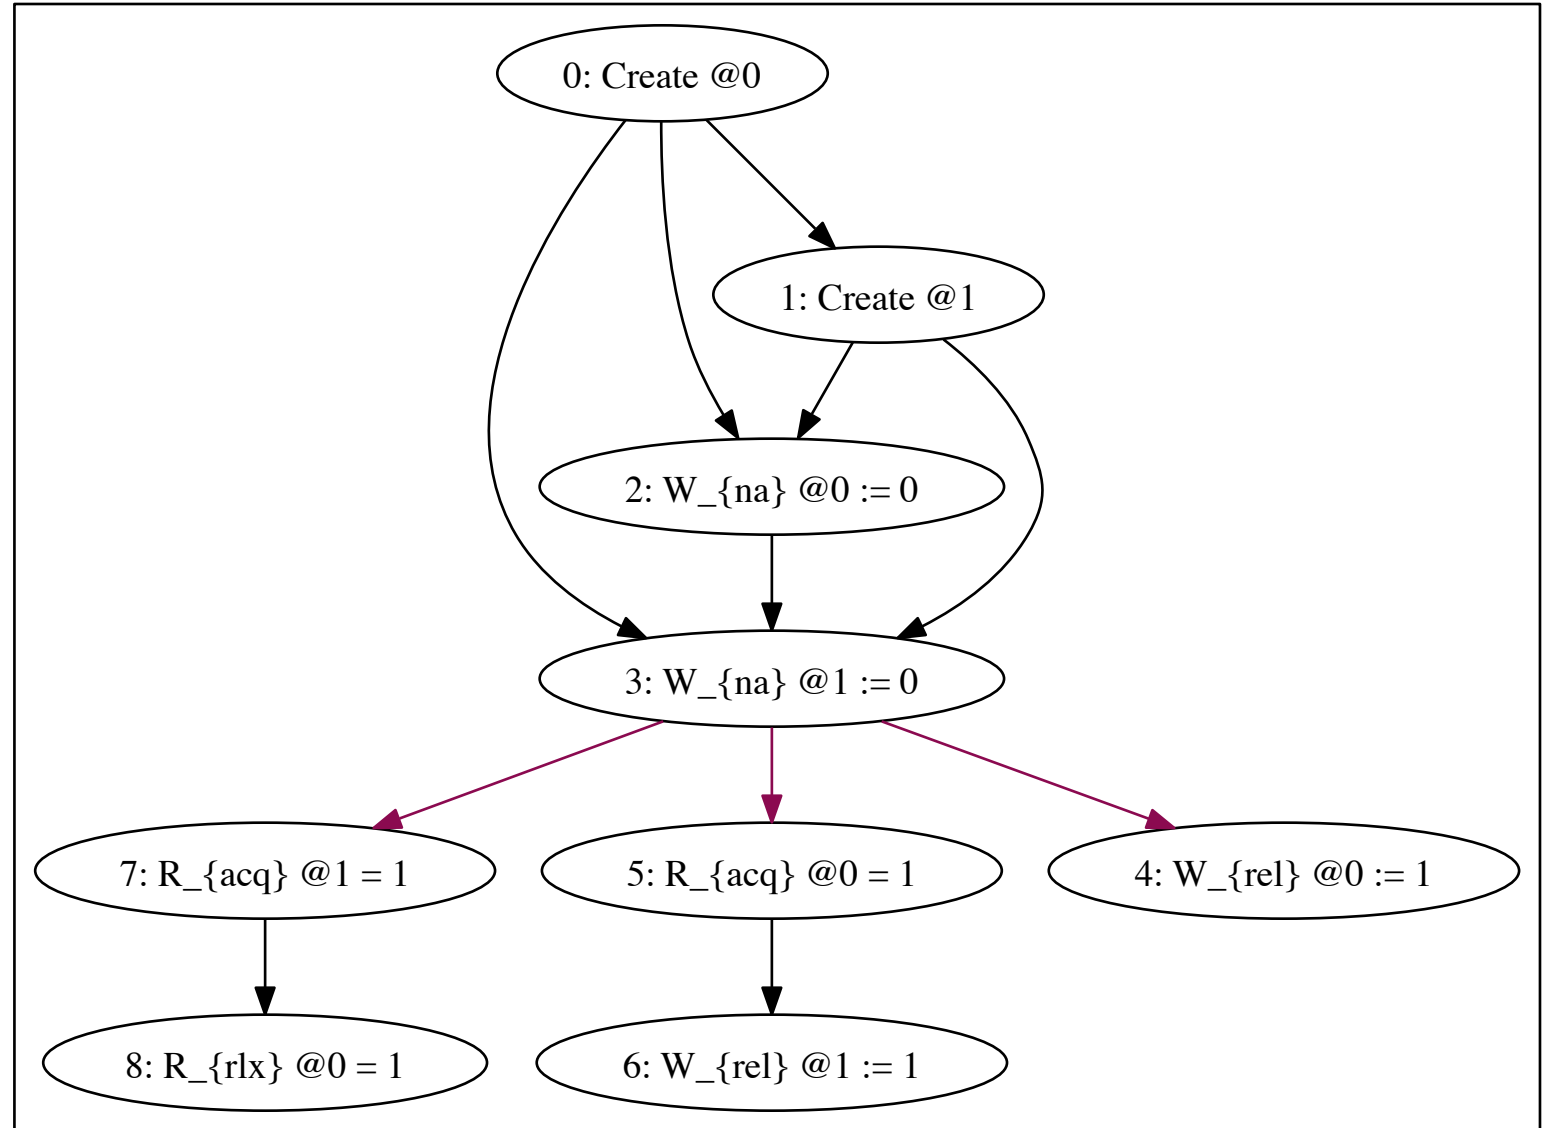 0: Create @0
1: Create @1
2: W_{na} @0 := 0
3: W_{na} @1 := 0
7: R_{acq} @1 = 1
5: R_{acq} @0 = 1
4: W_{rel} @0 := 1
8: R_{rlx} @0 = 1
6: W_{rel} @1 := 1